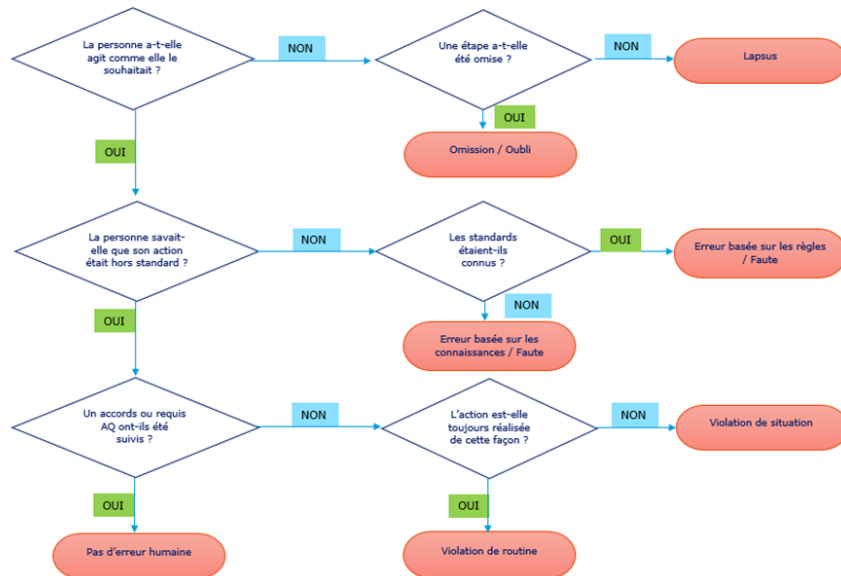 La personne a-t-elle
agit comme elle le
souhaitait ?
NON
Une étape a-t-elle
été omise ?
NON
Lapsus
OUI
OUI
Omission / Oubli
La personne savait-
elle que son action
était hors standard ?
NON
Les standards
étaient-ils
connus ?
OUI
Erreur basée sur les règles
/ Faute
OUI
NON
Erreur basée sur les
connaissances / Faute
Un accords ou requis
AQ ont-ils été
suivis ?
NON
L'action est-elle
toujours réalisée
de cette façon ?
NON
Violation de situation
OUI
OUI
Pas d'erreur humaine
Violation de routine